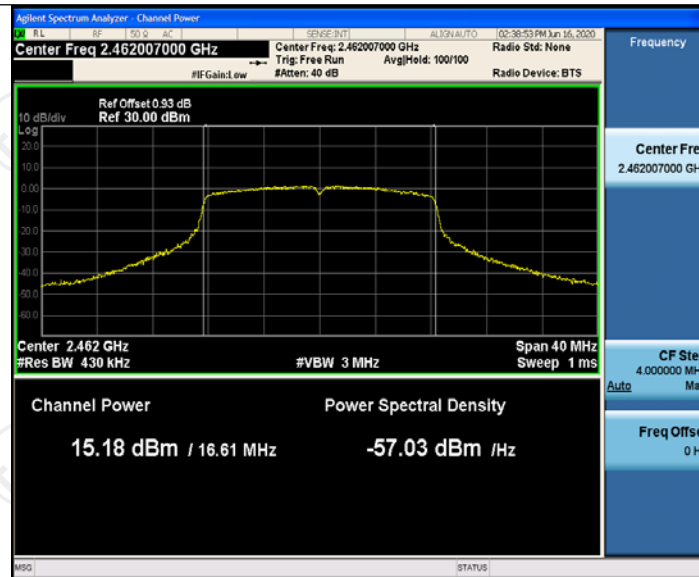 Agilent Spectrum Analyzer - Channel Power
RL RF 50 Ω AC SENSE:INT ALIGN AUTO 02:38:53 PM Jun 16, 2020
Center Freq 2.462007000 GHz
Center Freq: 2.462007000 GHz Radio Std: None
Trig: Free Run Avg|Hold: 100/100
#IFGain:Low #Atten: 40 dB Radio Device: BTS
Ref Offset 0.93 dB
10 dB/div Ref 30.00 dBm
Log
20.0
10.0
0.00
-10.0
-20.0
-30.0
-40.0
-50.0
-60.0
Center 2.462 GHz Span 40 MHz
#Res BW 430 kHz #VBW 3 MHz Sweep 1 ms
Channel Power Power Spectral Density
15.18 dBm / 16.61 MHz -57.03 dBm /Hz
MSG STATUS
Frequency
Center Fre
2.462007000 GH
CF Ste
4.000000 MH
Auto Ma
Freq Offse
0 H